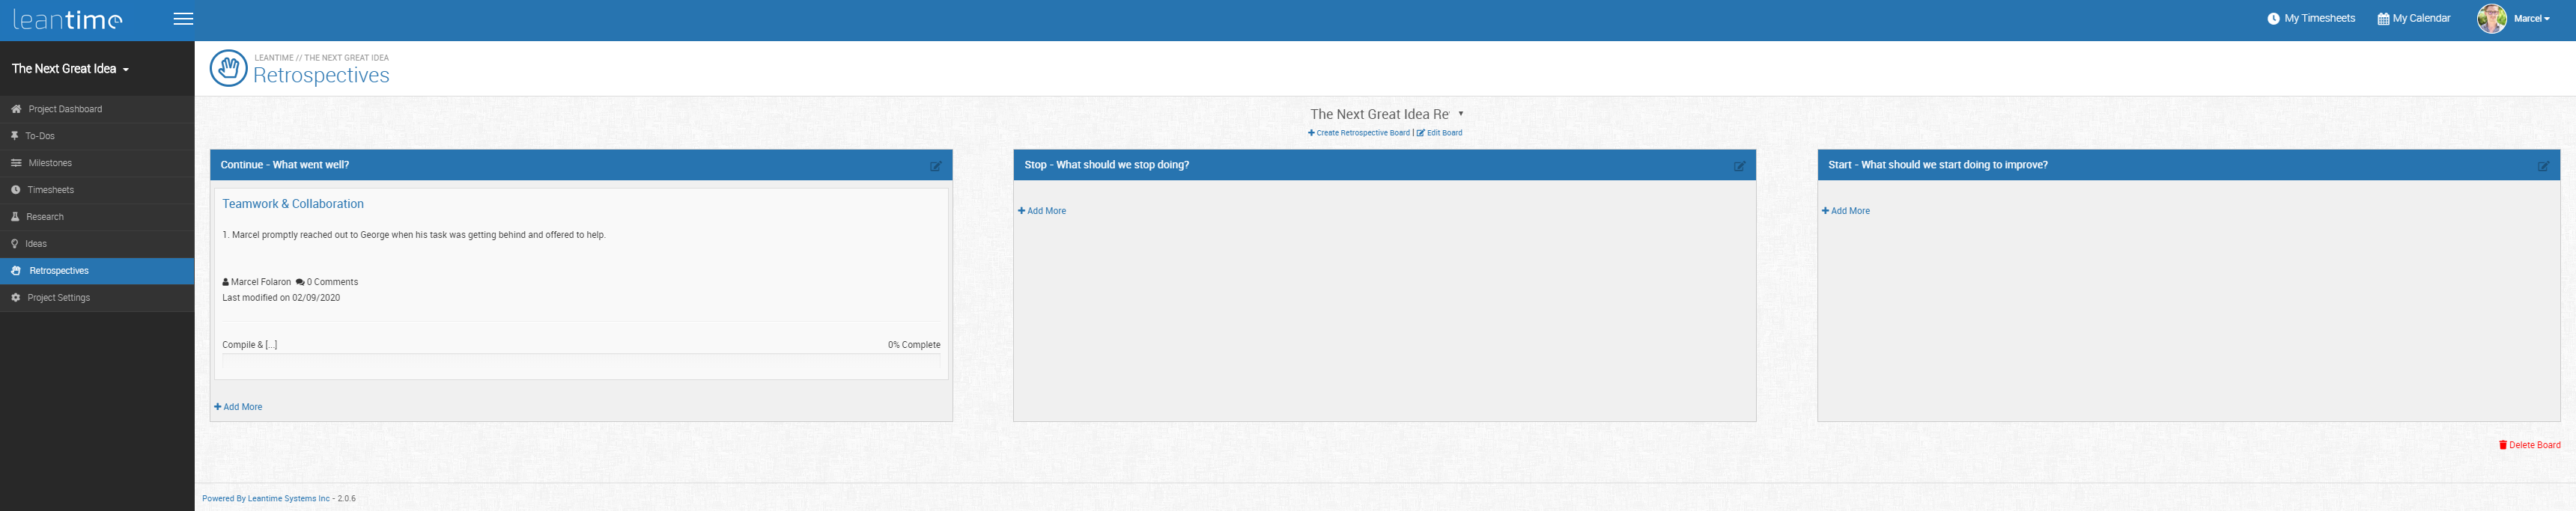 leantime
My Timesheets
My Calendar
Marcel
The Next Great Idea
Project Dashboard
To-Dos
Milestones
Timesheets
Research
Ideas
Retrospectives
Project Settings
LEANTIME // THE NEXT GREAT IDEA
Retrospectives
The Next Great Idea Re
Create Retrospective Board | Edit Board
Continue - What went well?
Teamwork & Collaboration
1. Marcel promptly reached out to George when his task was getting behind and offered to help.
Marcel Folaron 0 Comments
Last modified on 02/09/2020
Compile & [...] 0% Complete
Add More
Stop - What should we stop doing?
Add More
Start - What should we start doing to improve?
Add More
Delete Board
Powered By Leantime Systems Inc - 2.0.6